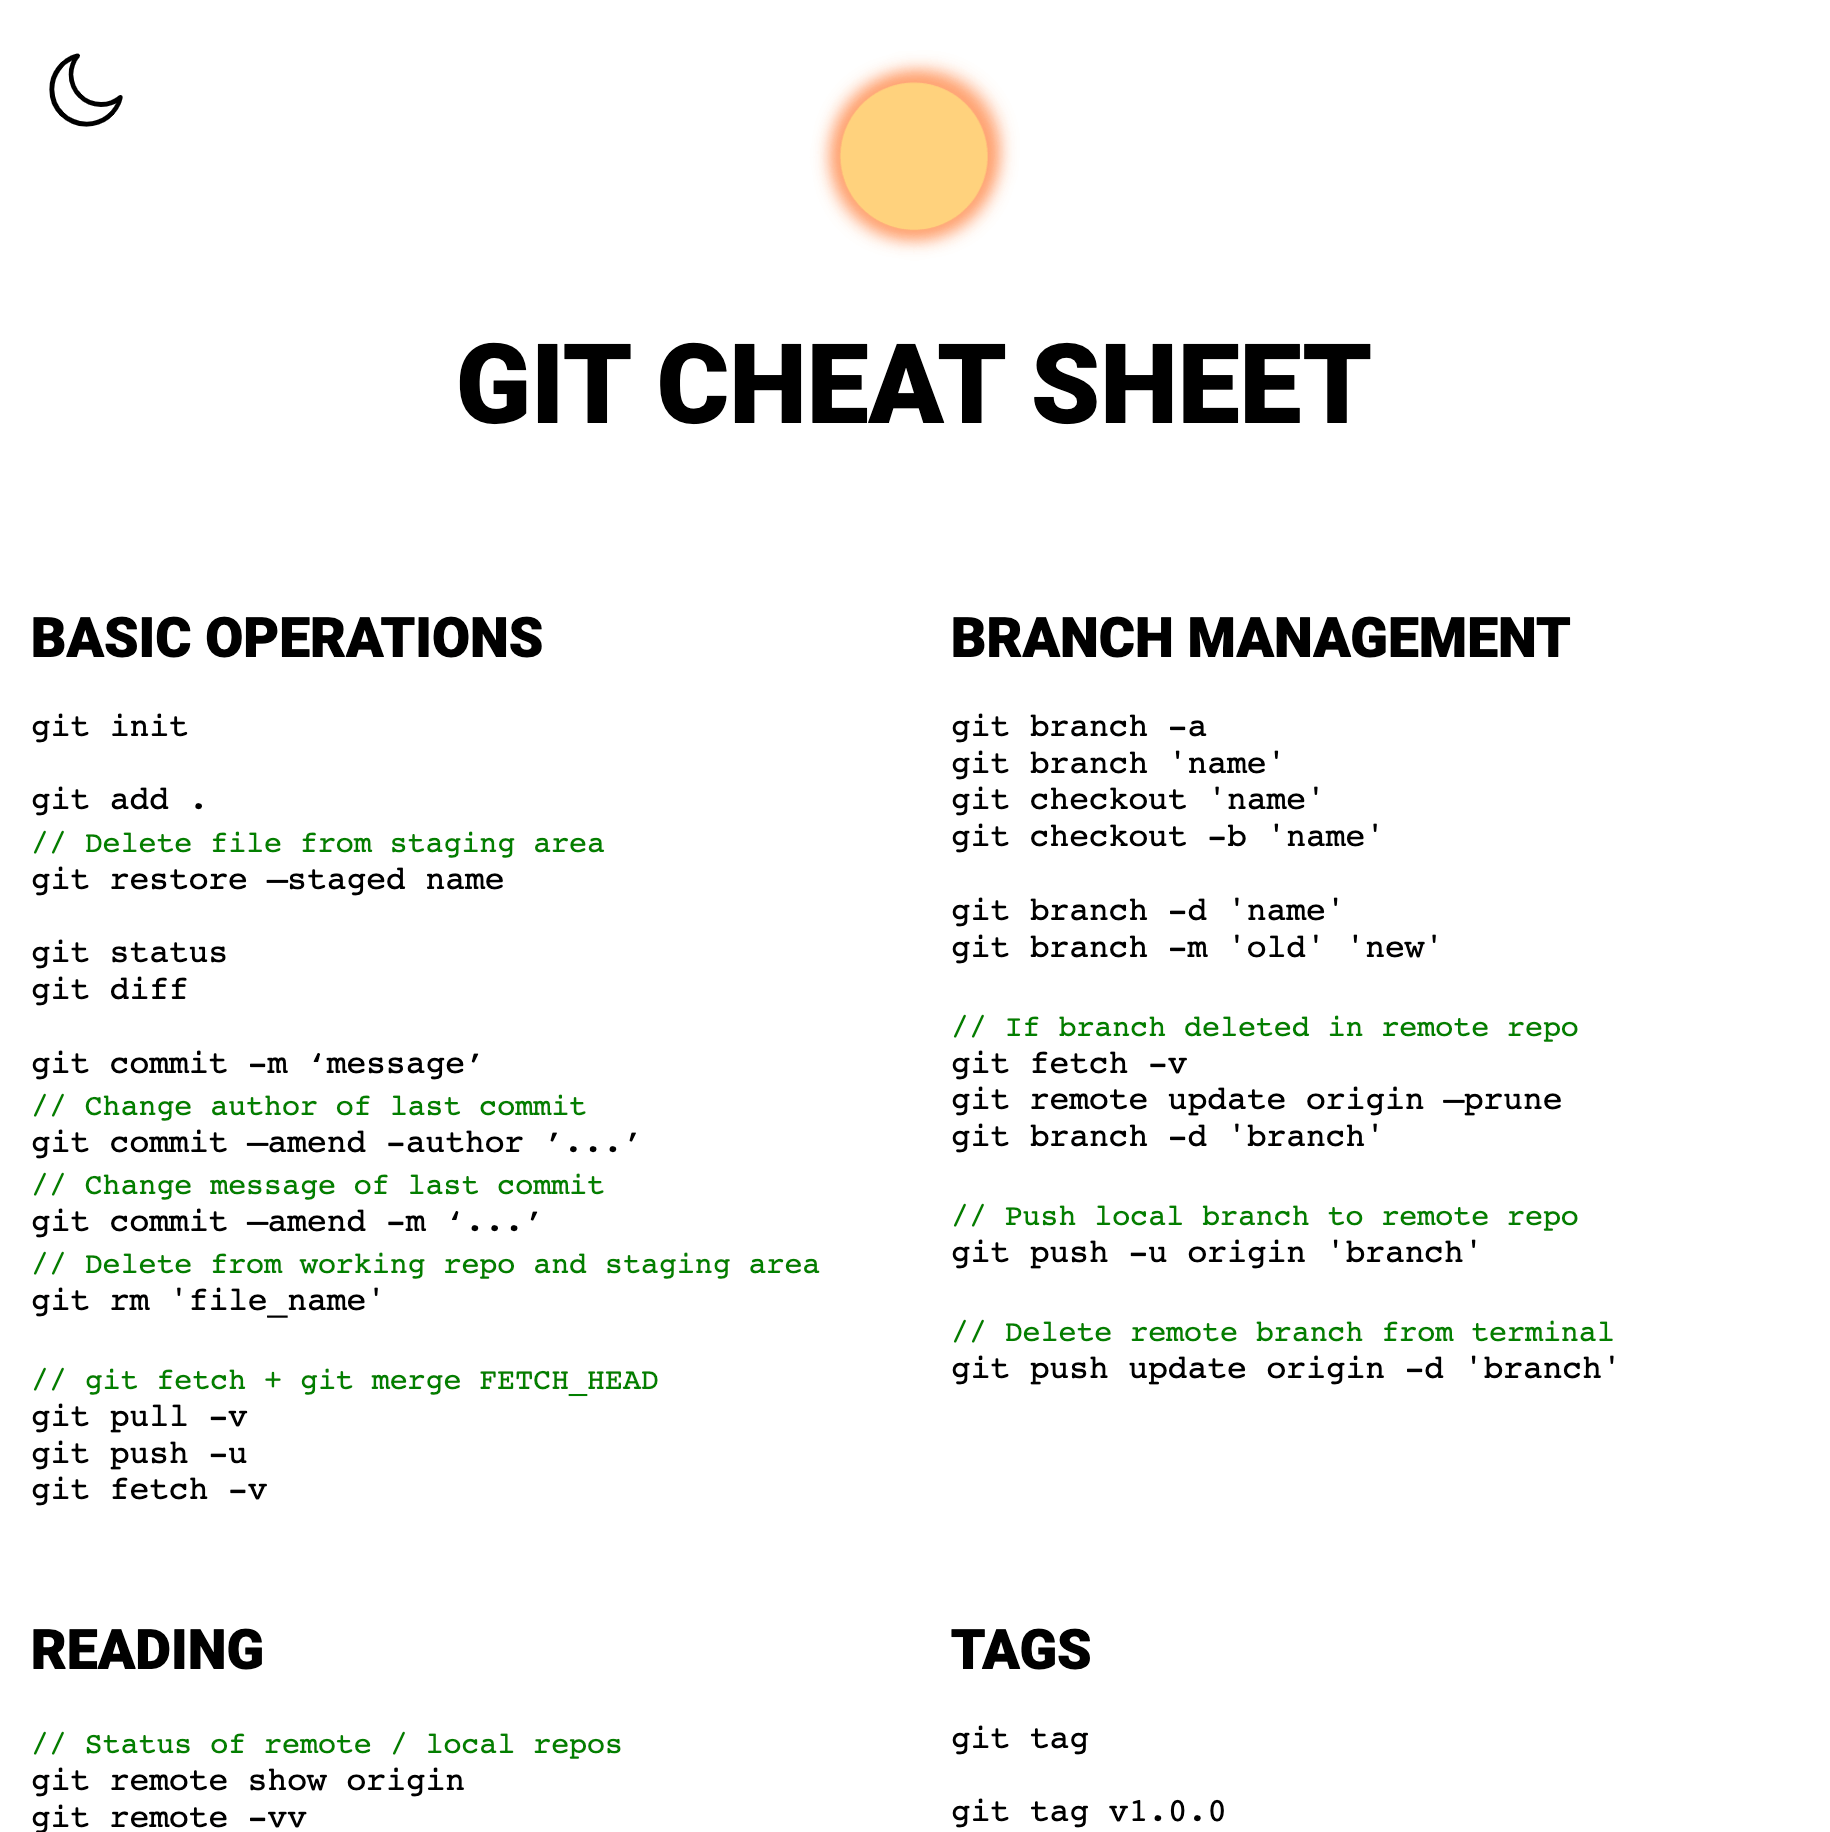 GIT CHEAT SHEET
BASIC OPERATIONS
git init
git add .
// Delete file from staging area
git restore —staged name
git status
git diff
git commit -m ‘message’
// Change author of last commit
git commit —amend -author ’...’
// Change message of last commit
git commit —amend -m ‘...’
// Delete from working repo and staging area
git rm 'file_name'
// git fetch + git merge FETCH_HEAD
git pull -v
git push -u
git fetch -v
BRANCH MANAGEMENT
git branch -a
git branch 'name'
git checkout 'name'
git checkout -b 'name'
git branch -d 'name'
git branch -m 'old' 'new'
// If branch deleted in remote repo
git fetch -v
git remote update origin —prune
git branch -d 'branch'
// Push local branch to remote repo
git push -u origin 'branch'
// Delete remote branch from terminal
git push update origin -d 'branch'
READING
// Status of remote / local repos
git remote show origin
git remote -vv
TAGS
git tag
git tag v1.0.0